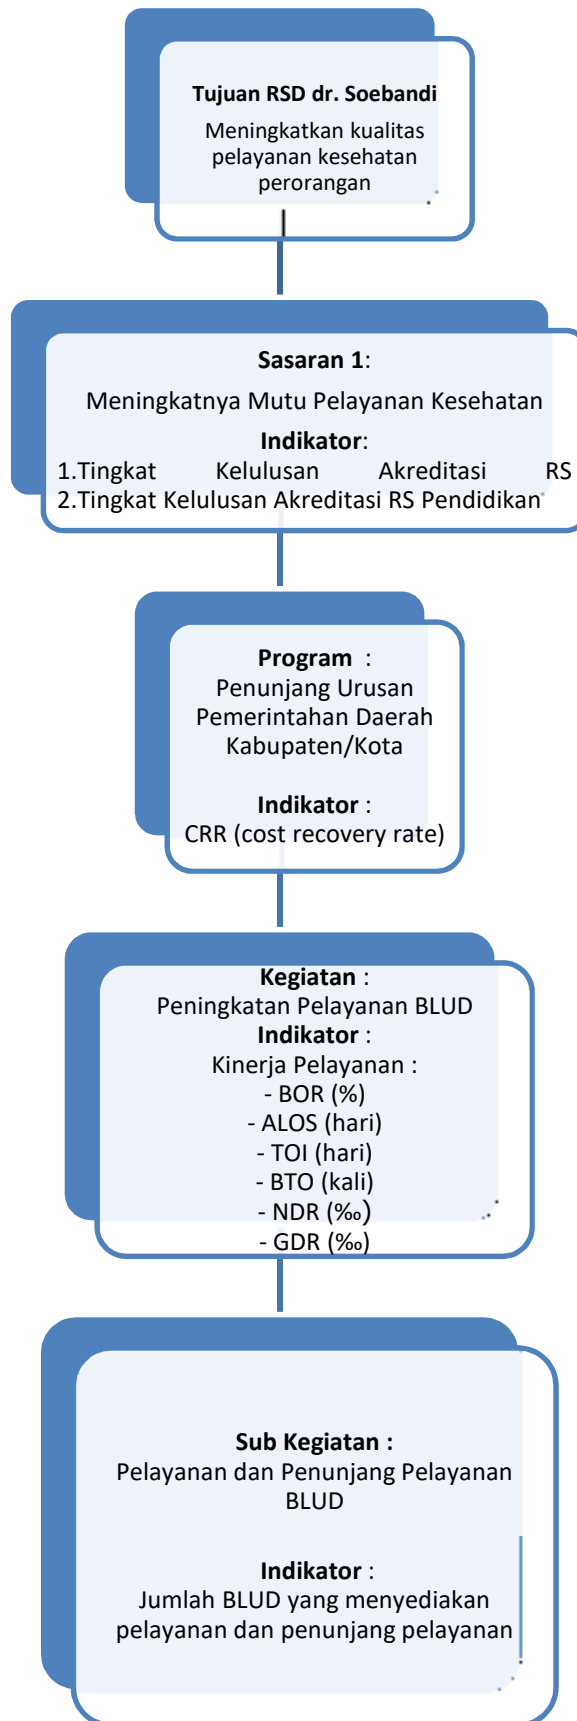 Tujuan RSD dr. Soebandi
Meningkatkan kualitas
pelayanan kesehatan
perorangan
Sasaran 1:
Meningkatnya Mutu Pelayanan Kesehatan
Indikator:
1.Tingkat Kelulusan Akreditasi RS
2.Tingkat Kelulusan Akreditasi RS Pendidikan
Program :
Penunjang Urusan
Pemerintahan Daerah
Kabupaten/Kota
Indikator :
CRR (cost recovery rate)
Kegiatan :
Peningkatan Pelayanan BLUD
Indikator :
Kinerja Pelayanan :
- BOR (%)
- ALOS (hari)
- TOI (hari)
- BTO (kali)
- NDR (‰)
- GDR (‰)
Sub Kegiatan :
Pelayanan dan Penunjang Pelayanan
BLUD
Indikator :
Jumlah BLUD yang menyediakan
pelayanan dan penunjang pelayanan